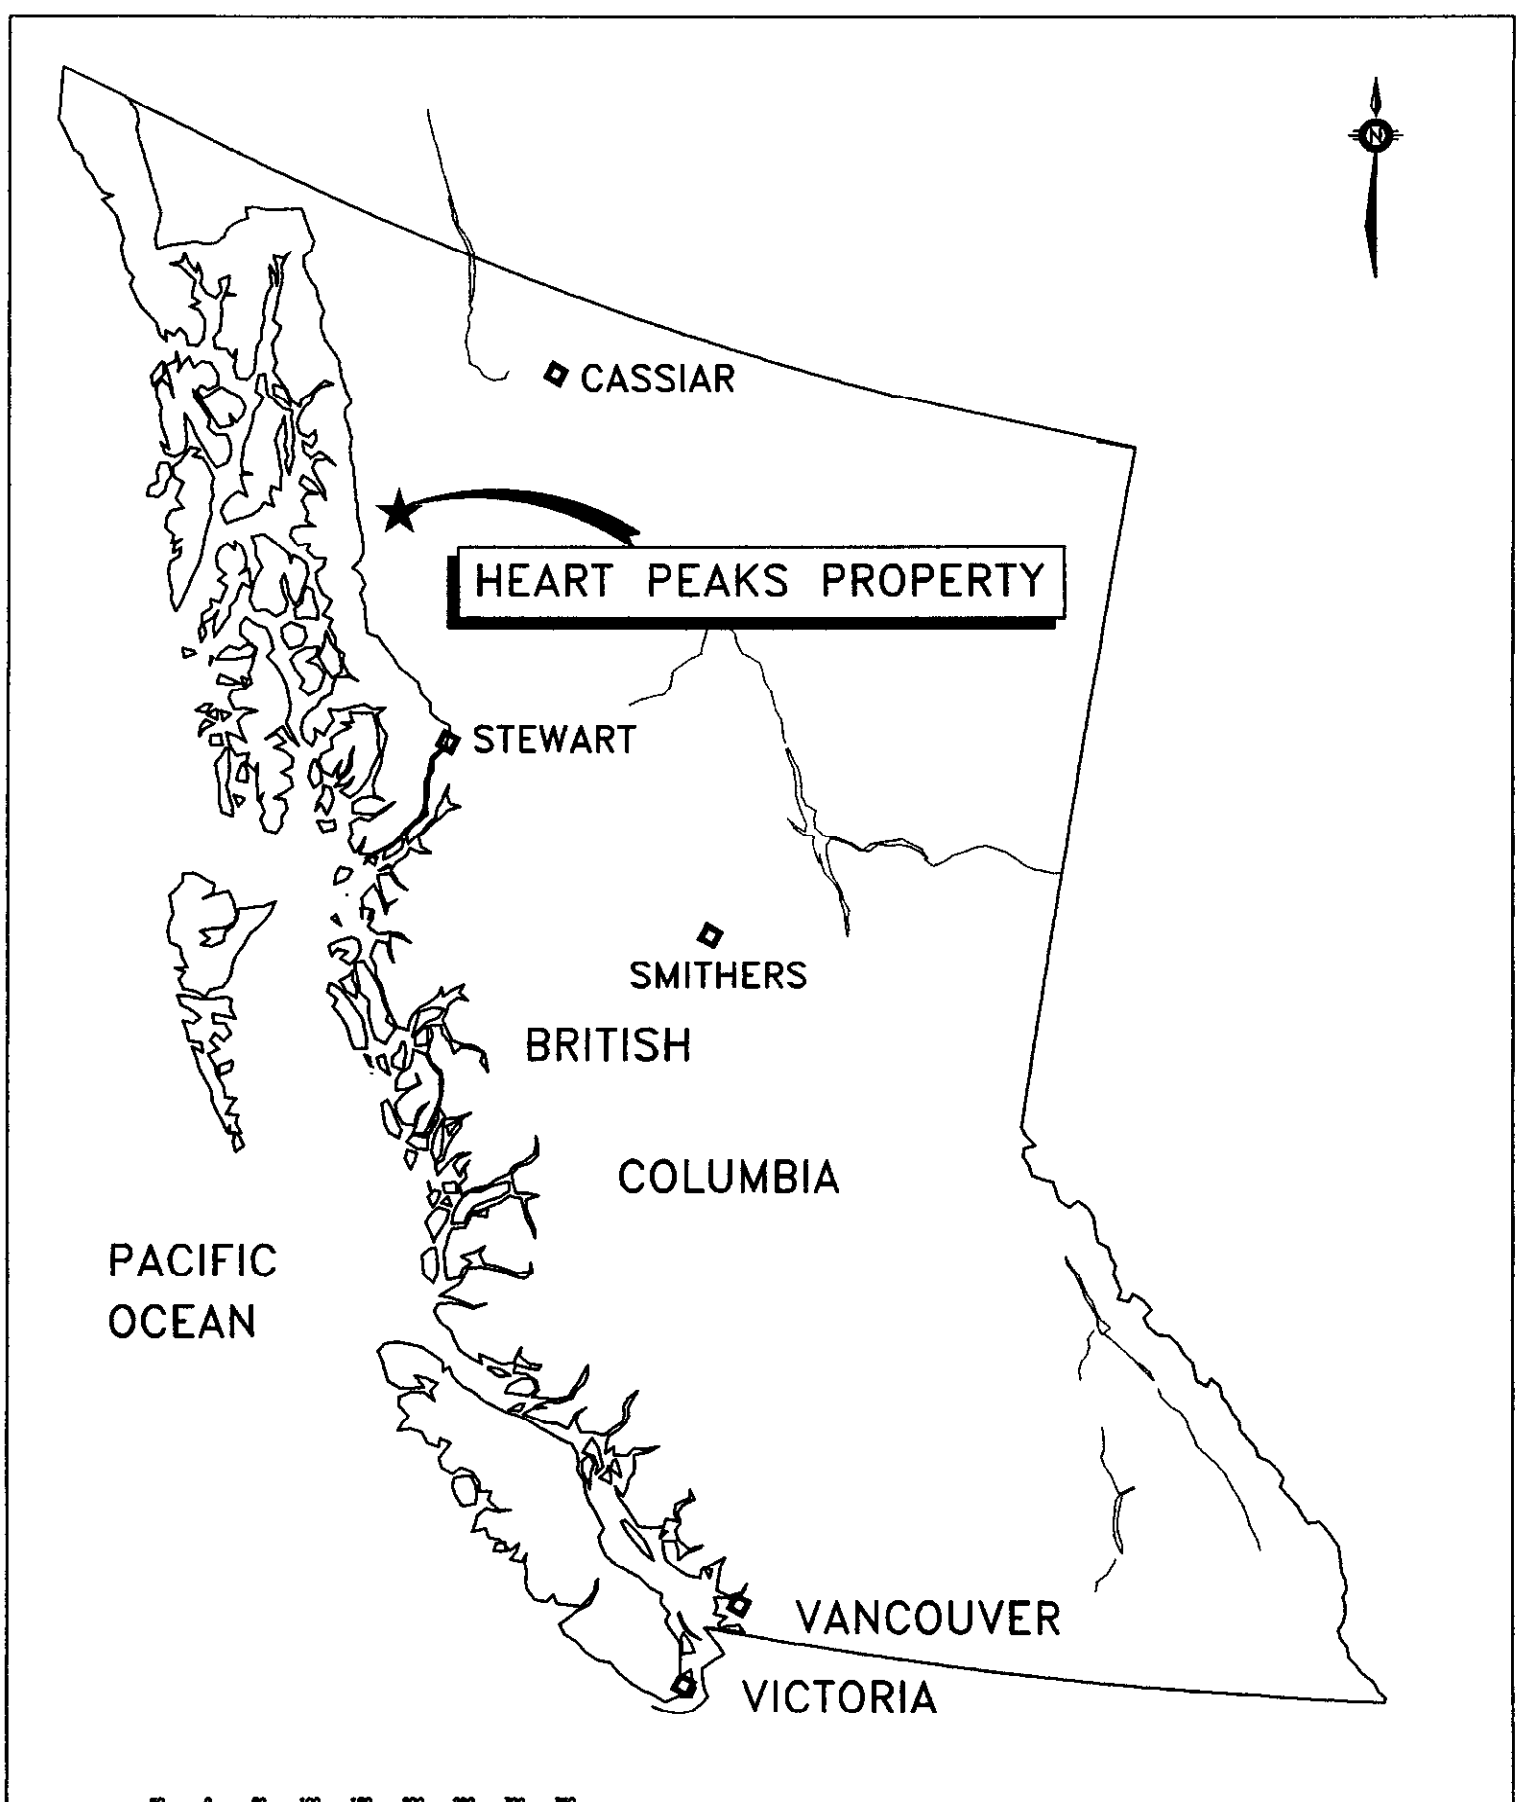 N
CASSIAR
HEART PEAKS PROPERTY
STEWART
SMITHERS
BRITISH
COLUMBIA
PACIFIC
OCEAN
VANCOUVER
VICTORIA